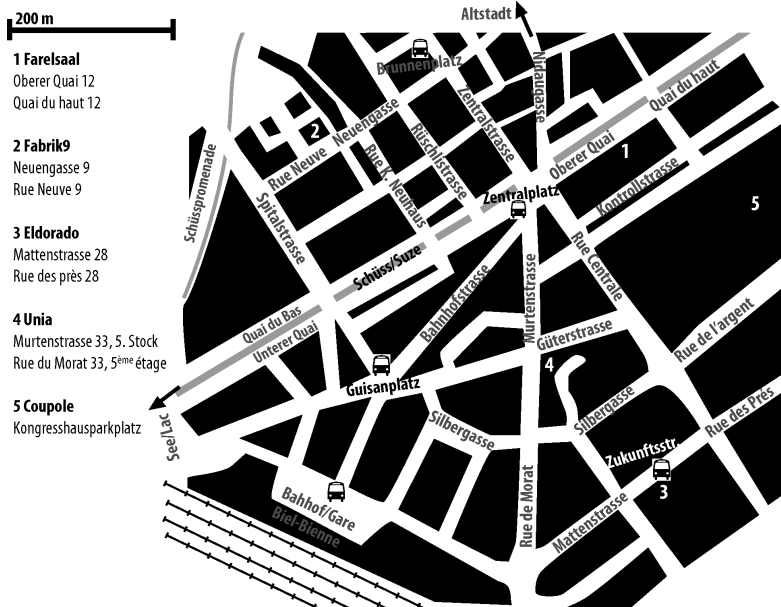 200 m
1 Farelsaal
Oberer Quai 12
Quai du haut 12
2 Fabrik9
Neuengasse 9
Rue Neuve 9
3 Eldorado
Mattenstrasse 28
Rue des près 28
4 Unia
Murtenstrasse 33, 5. Stock
Rue du Morat 33, 5ème étage
5 Coupole
Kongresshausparkplatz
Altstadt
Nidaugasse
Brunnenplatz
Zentralstrasse
Quai du haut
Oberer Quai
1
2
Neuengasse
Rue Neuve
Rüschlistrasse
Rue K. Neuhaus
Schüsspromenade
Spitalstrasse
Zentralplatz
Kontrollstrasse
5
Schüss/Suze
Bahnhofstrasse
Murtenstrasse
Rue Centrale
Quai du Bas
Unterer Quai
Güterstrasse
Rue de l'argent
4
Guisanplatz
Silbergasse
Silbergasse
Rue des Prés
See/Lac
Zukunftsstr.
3
Bahhof/Gare
Biel-Bienne
Rue de Morat
Mattenstrasse